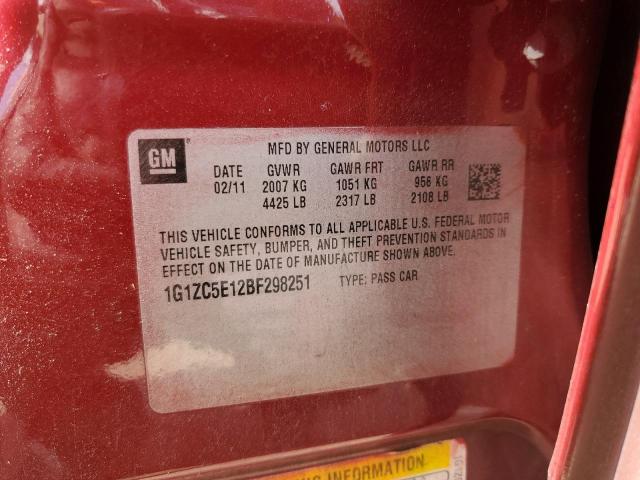 GM
MFD BY GENERAL MOTORS LLC
DATE GVWR GAWR FRT GAWR RR
02/11 2007 KG 1051 KG 956 KG
4425 LB 2317 LB 2108 LB
THIS VEHICLE CONFORMS TO ALL APPLICABLE U.S. FEDERAL MOTOR
VEHICLE SAFETY, BUMPER, AND THEFT PREVENTION STANDARDS IN
EFFECT ON THE DATE OF MANUFACTURE SHOWN ABOVE.
1G1ZC5E12BF298251 TYPE: PASS CAR
INFORMATION